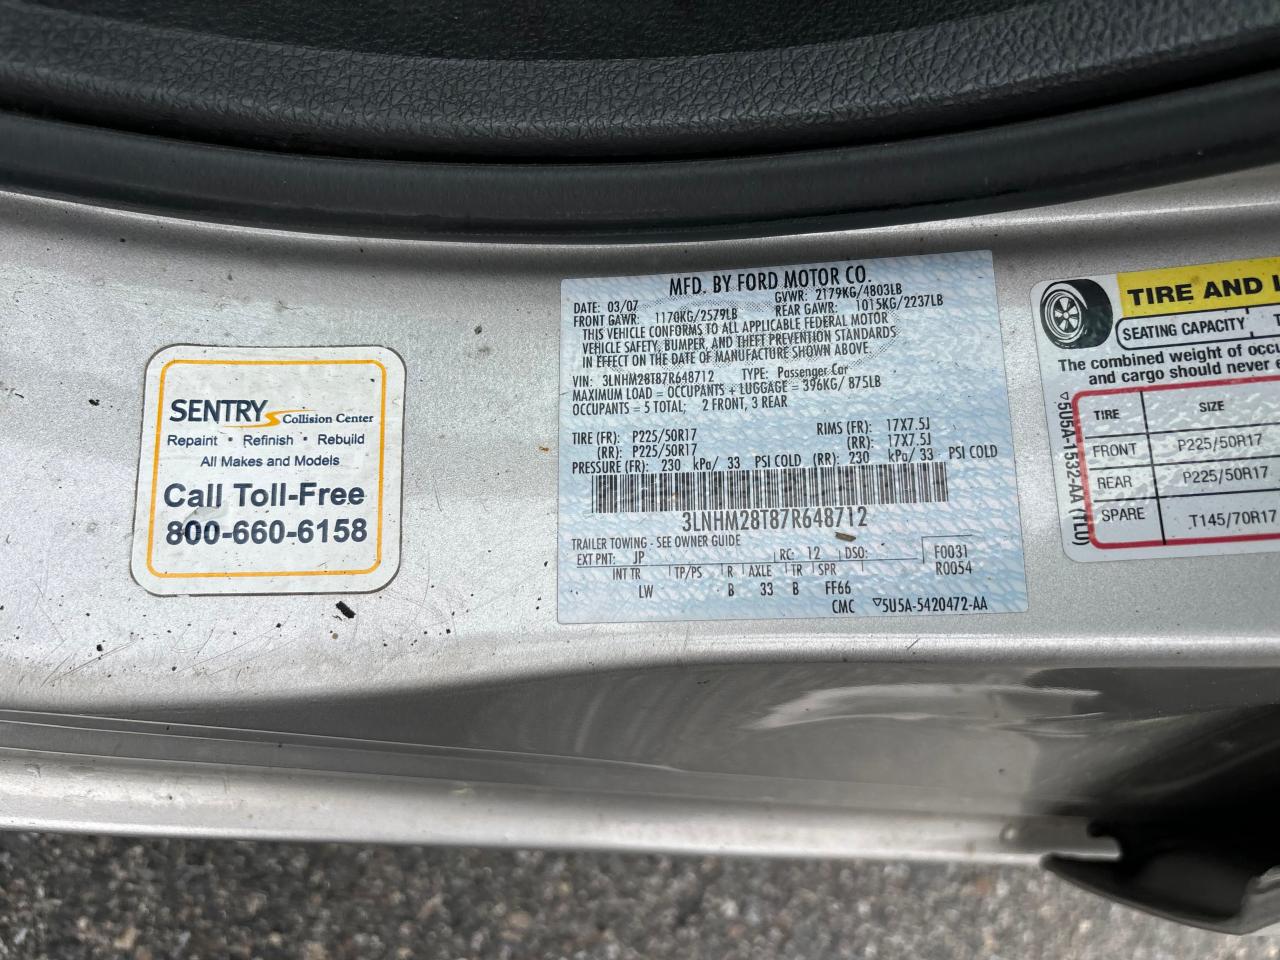 SENTRY Collision Center
Repaint • Refinish • Rebuild
All Makes and Models
Call Toll-Free
800-660-6158
MFD. BY FORD MOTOR CO.
DATE: 03/07 GVWR: 2179KG/4803LB
FRONT GAWR: 1170KG/2579LB REAR GAWR: 1015KG/2237LB
THIS VEHICLE CONFORMS TO ALL APPLICABLE FEDERAL MOTOR
VEHICLE SAFETY, BUMPER, AND THEFT PREVENTION STANDARDS
IN EFFECT ON THE DATE OF MANUFACTURE SHOWN ABOVE.
VIN: 3LNHM28T87R648712 TYPE: Passenger Car
MAXIMUM LOAD = OCCUPANTS + LUGGAGE = 396KG/ 875LB
OCCUPANTS = 5 TOTAL; 2 FRONT, 3 REAR
TIRE (FR): P225/50R17 RIMS (FR): 17X7.5J
(RR): P225/50R17 (RR): 17X7.5J
PRESSURE (FR): 230 kPa/ 33 PSI COLD (RR): 230 kPa/ 33 PSI COLD
3LNHM28T87R648712
TRAILER TOWING - SEE OWNER GUIDE
EXT PNT: JP RC: 12 DSO: F0031
INT TR TP/PS R AXLE TR SPR R0054
LW B 33 B FF66
CMC ▽5U5A-5420472-AA
TIRE AND
SEATING CAPACITY
The combined weight of
and cargo should never
▽5U5A-1532-AA (TLU)
TIRE SIZE
FRONT P225/50R17
REAR P225/50R17
SPARE T145/70R17